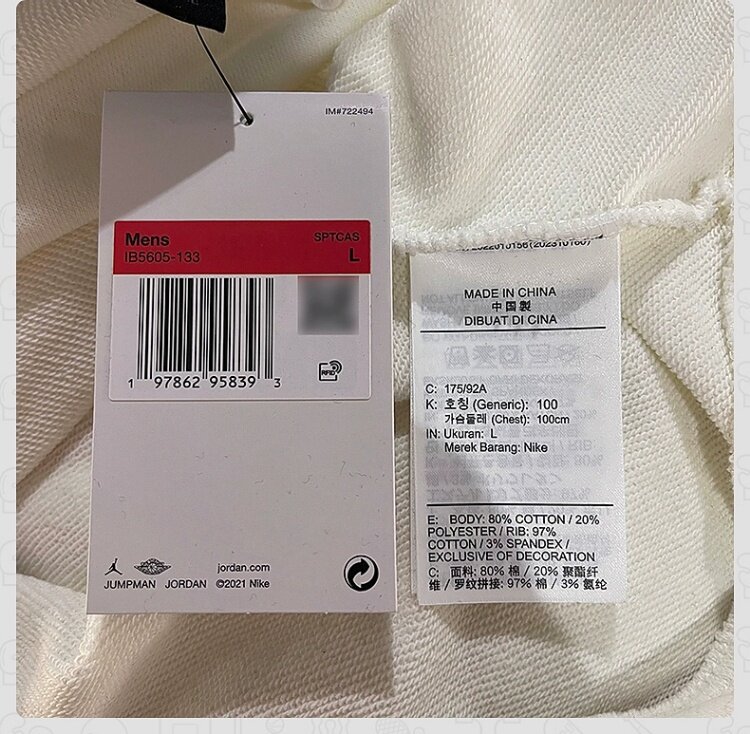 IM#722494
Mens
SPTCAS
IB5605-133
L
1 97862 95839 3
RFID
JUMPMAN
JORDAN
jordan.com
©2021 Nike
MADE IN CHINA
中国製
DIBUAT DI CINA
C: 175/92A
K: 호칭 (Generic): 100
가슴둘레 (Chest): 100cm
IN: Ukuran: L
Merek Barang: Nike
E: BODY: 80% COTTON / 20%
POLYESTER / RIB: 97%
COTTON / 3% SPANDEX /
EXCLUSIVE OF DECORATION
C: 面料: 80% 棉 / 20% 聚酯纤
维 / 罗纹拼接: 97% 棉 / 3% 氨纶